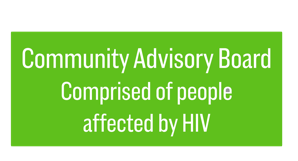 Community Advisory Board
Comprised of people
affected by HIV